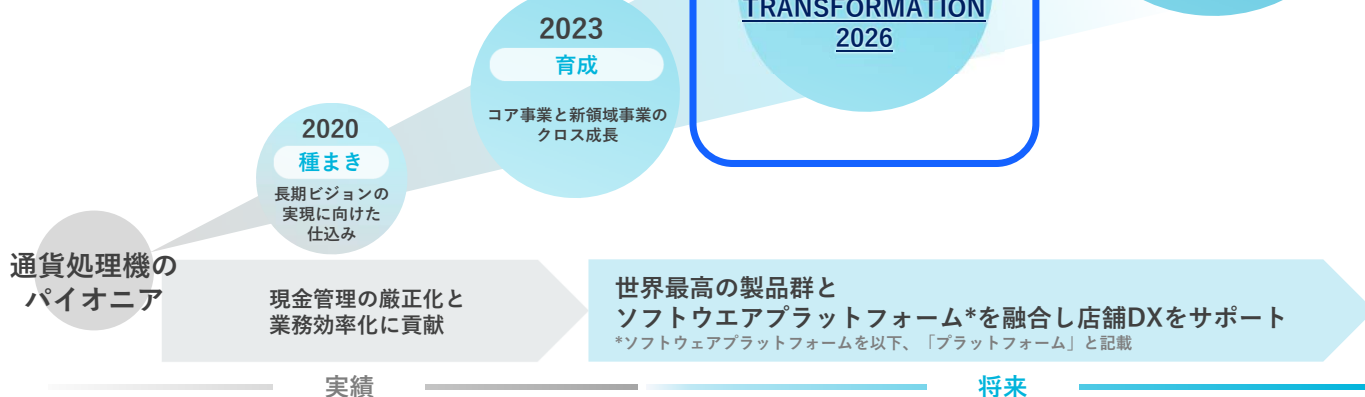 TRANSFORMATION
2026
2023
育成
コア事業と新領域事業の
クロス成長
2020
種まき
長期ビジョンの
実現に向けた
仕込み
通貨処理機の
パイオニア
現金管理の厳正化と
業務効率化に貢献
世界最高の製品群と
ソフトウエアプラットフォーム*を融合し店舗DXをサポート
*ソフトウェアプラットフォームを以下、「プラットフォーム」と記載
実績
将来